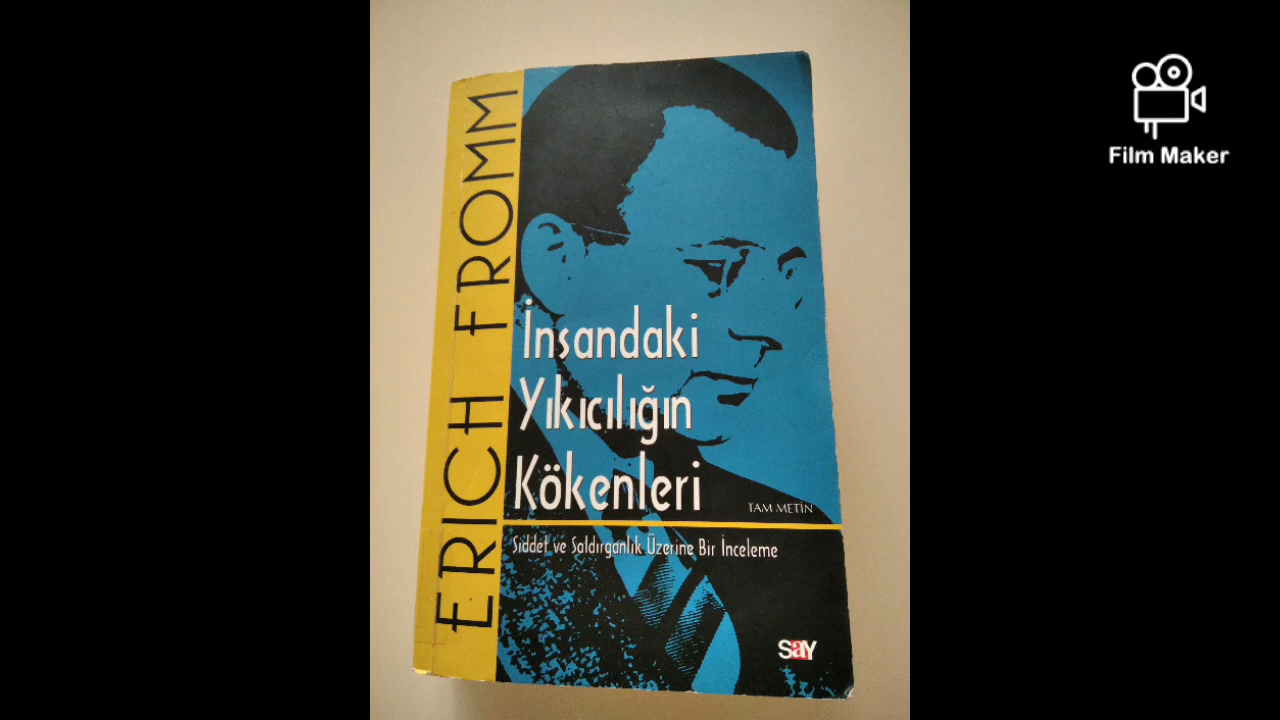 ERICH FROMM
İnsandaki
Yıkıcılığın
Kökenleri
TAM METİN
Şiddet ve Saldırganlık Üzerine Bir İnceleme
SAY
Film Maker